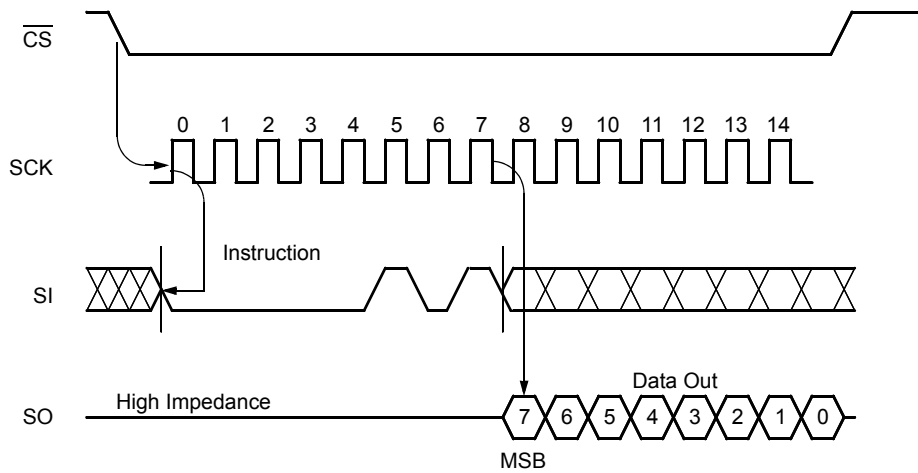 CS
0 1 2 3 4 5 6 7 8 9 10 11 12 13 14
SCK
Instruction
SI
High Impedance
Data Out
SO
7 6 5 4 3 2 1 0
MSB